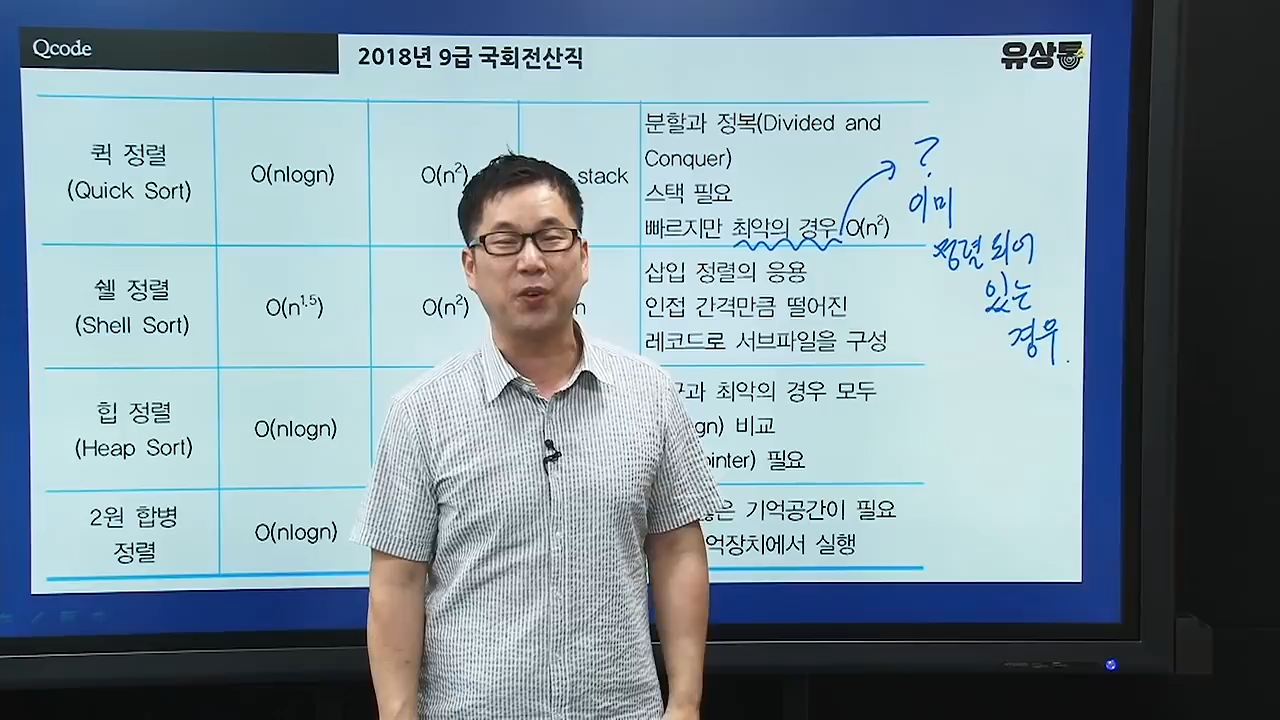 Qcode
2018년 9급 국회전산직
유상통
퀵 정렬
(Quick Sort)
O(nlogn)
O(n²)
stack
분할과 정복(Divided and
Conquer)
스택 필요
빠르지만 최악의 경우 O(n²)
?
이미
정렬 되어
있는
경우.
쉘 정렬
(Shell Sort)
O(n¹·⁵)
O(n²)
n
삽입 정렬의 응용
인접 간격만큼 떨어진
레코드로 서브파일을 구성
힙 정렬
(Heap Sort)
O(nlogn)
최악의 경우 모두
gn) 비교
ointer) 필요
2원 합병
정렬
O(nlogn)
기억공간이 필요
억장치에서 실행